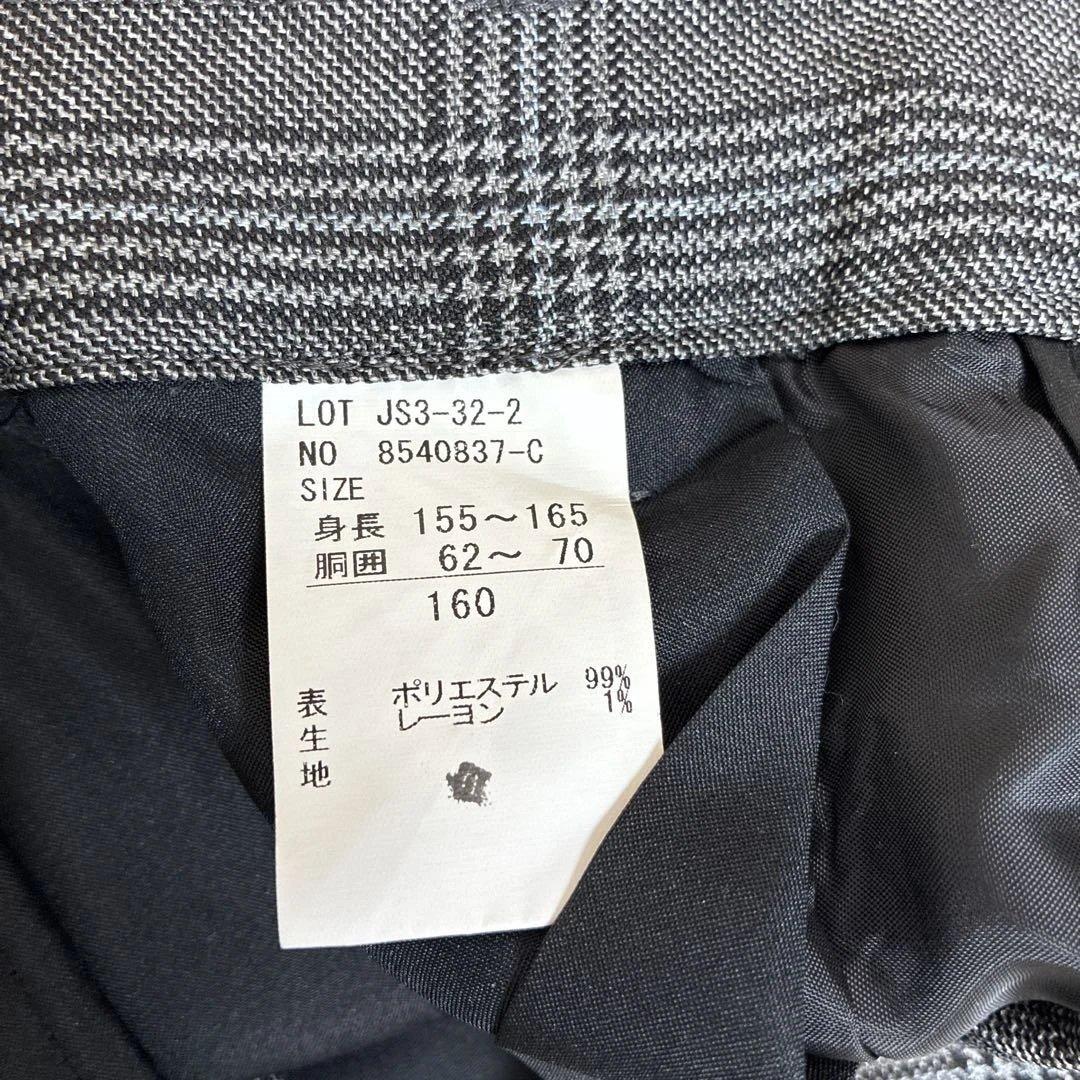 LOT JS3-32-2
NO 8540837-C
SIZE
身長 155～165
胴囲 62～ 70
160
表生地
ポリエステル 99%
レーヨン 1%